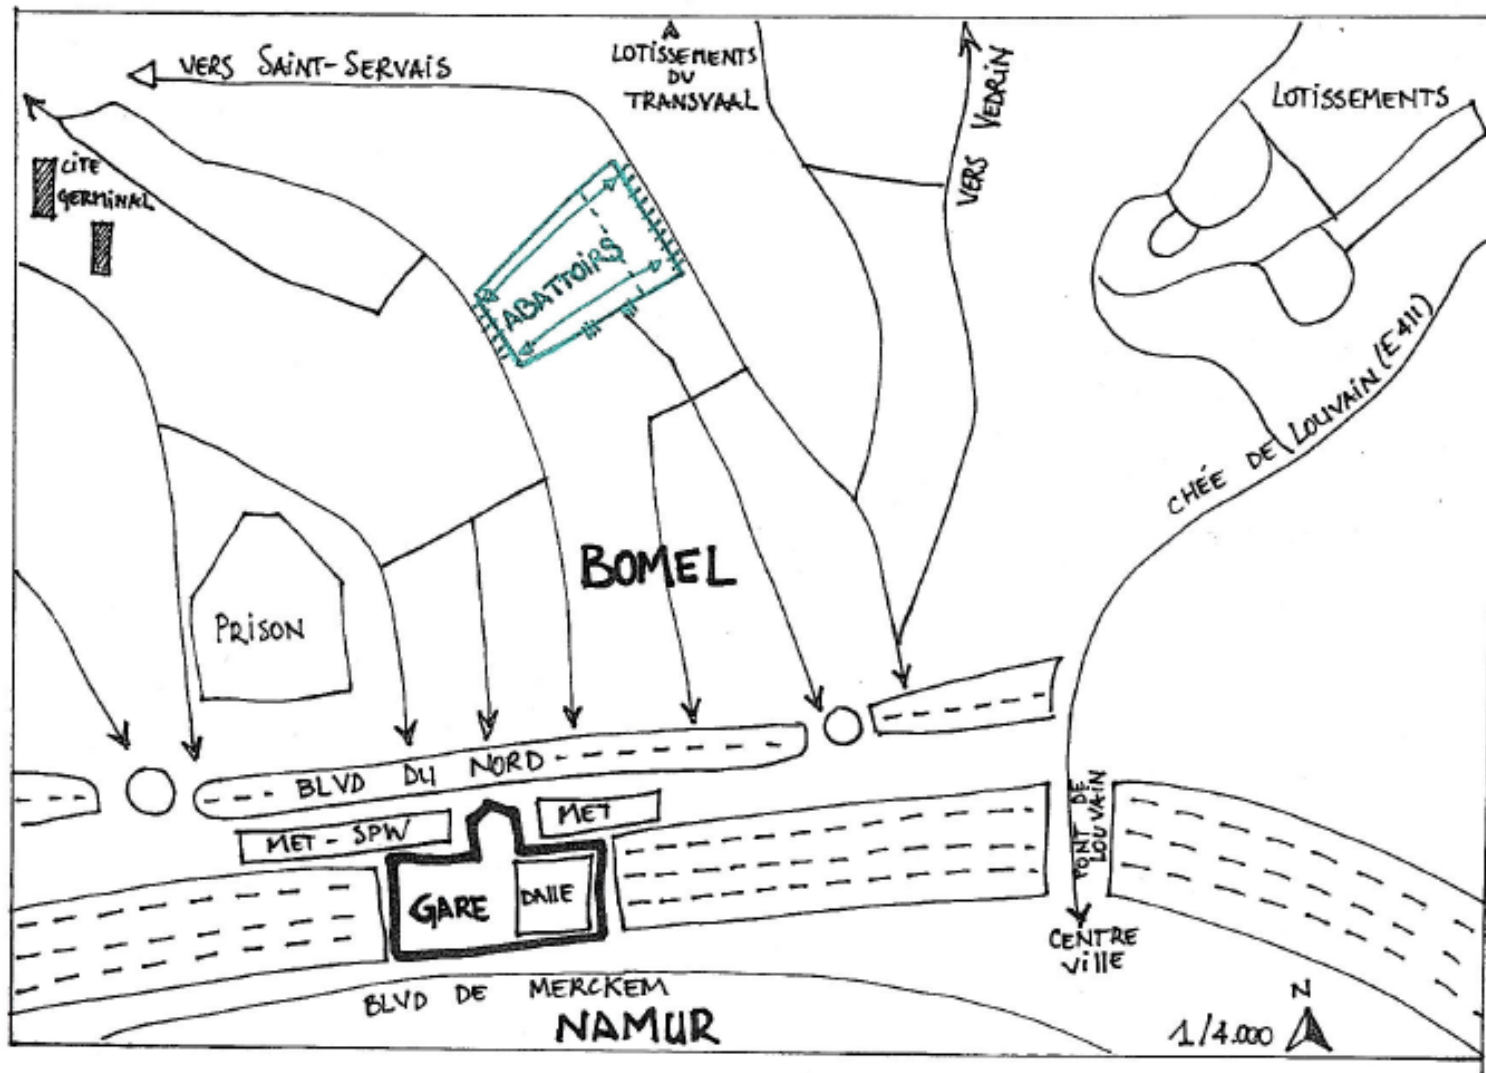 VERS SAINT-SERVAIS
LOTISSEMENTS
DU
TRANSVAAL
VERS VEDRIN
LOTISSEMENTS
CITE
GERMINAL
ABATTOIRS
CHÉE DE LOUVAIN (E411)
BOMEL
PRISON
BLVD DU NORD
MET - SPW
MET
GARE
DALLE
PONT DE
LOUVAIN
CENTRE
VILLE
BLVD DE MERCKEM
NAMUR
N
1/4.000